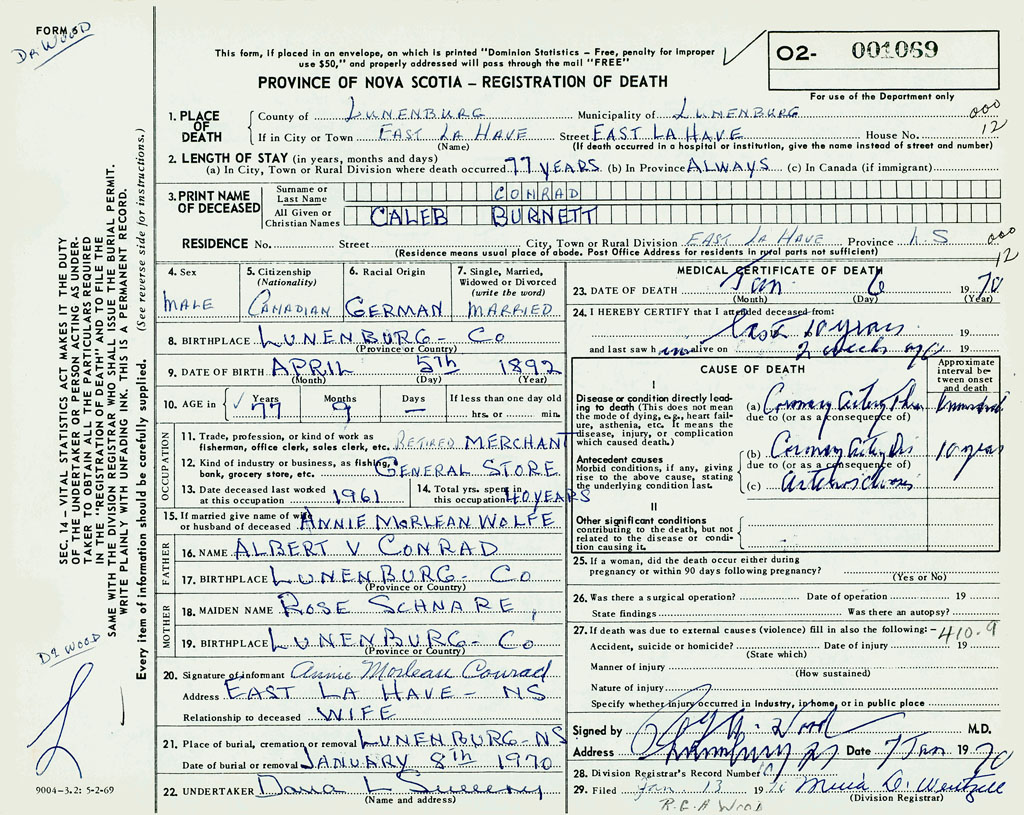 FORM 6
DR WOOD
This form, if placed in an envelope, on which is printed "Dominion Statistics – Free, penalty for improper
use $50," and properly addressed will pass through the mail "FREE"
PROVINCE OF NOVA SCOTIA – REGISTRATION OF DEATH
02- 001069
For use of the Department only
1. PLACE OF DEATH
County of LUNENBURG Municipality of LUNENBURG 000
If in City or Town EAST LA HAVE Street EAST LA HAVE House No. 12
(Name) (If death occurred in a hospital or institution, give the name instead of street and number)
2. LENGTH OF STAY (in years, months and days)
(a) In City, Town or Rural Division where death occurred 77 YEARS (b) In Province ALWAYS (c) In Canada (if immigrant)
3. PRINT NAME OF DECEASED
Surname or Last Name CONRAD
All Given or Christian Names CALEB BURNETT
RESIDENCE No. Street City, Town or Rural Division EAST LA HAVE Province N.S 000
(Residence means usual place of abode. Post Office Address for residents in rural parts not sufficient) 12
4. Sex MALE
5. Citizenship (Nationality) CANADIAN
6. Racial Origin GERMAN
7. Single, Married, Widowed or Divorced (write the word) MARRIED
8. BIRTHPLACE LUNENBURG - Co
(Province or Country)
9. DATE OF BIRTH APRIL 5th 1892
(Month) (Day) (Year)
10. AGE in Years 77 Months 9 Days — If less than one day old
hrs. or min.
OCCUPATION
11. Trade, profession or kind of work as
fisherman, office clerk, sales clerk, etc. RETIRED MERCHANT
12. Kind of industry or business, as fishing,
bank, grocery store, etc. GENERAL STORE
13. Date deceased last worked
at this occupation 1961
14. Total yrs. spent in
this occupation 40 YEARS
15. If married give name of wife
or husband of deceased ANNIE MORLEAN WOLFE
FATHER
16. NAME ALBERT V CONRAD
17. BIRTHPLACE LUNENBURG - Co
(Province or Country)
MOTHER
18. MAIDEN NAME ROSE SCHNARE
19. BIRTHPLACE LUNENBURG - Co
(Province or Country)
20. Signature of informant Annie Morlean Conrad
Address EAST LA HAVE - NS
Relationship to deceased WIFE
21. Place of burial, cremation or removal LUNENBURG - NS
Date of burial or removal JANUARY 8th 1970
22. UNDERTAKER Dana L Sweeny
(Name and address)
MEDICAL CERTIFICATE OF DEATH
23. DATE OF DEATH Jan 6 1970
(Month) (Day) (Year)
24. I HEREBY CERTIFY that I attended deceased from:
last 10 years 19
and last saw him alive on 2 weeks ago 19
CAUSE OF DEATH
Approximate interval between onset and death
I
Disease or condition directly leading to death (This does not
mean the mode of dying, e.g., heart failure, asthenia, etc. It means the
disease, injury, or complication which caused death.)
(a) Coronary artery
due to (or as a consequence of)
Antecedent causes
Morbid conditions, if any, giving rise to the above cause, stating
the underlying condition last.
(b) Coronary artery Dis 10 years
due to (or as a consequence of)
(c)
II
Other significant conditions
contributing to the death, but not
related to the disease or condition causing it.
25. If a woman, did the death occur either during
pregnancy or within 90 days following pregnancy?
(Yes or No)
26. Was there a surgical operation? Date of operation 19
State findings Was there an autopsy?
27. If death was due to external causes (violence) fill in also the following: - 410-9
Accident, suicide or homicide? Date of injury 19
(State which)
Manner of injury
(How sustained)
Nature of injury
Specify whether injury occurred in industry, in home, or in public place
Signed by Wood M.D.
Address Date 7 Jan 1970
28. Division Registrar's Record Number
29. Filed Jan 13 1970
(Division Registrar)
R.G.A Wood
SEC. 14 – VITAL STATISTICS ACT MAKES IT THE DUTY
OF THE UNDERTAKER OR PERSON ACTING AS UNDERTAKER
TO OBTAIN ALL THE PARTICULARS REQUIRED
IN THE "REGISTRATION OF DEATH" AND TO FILE THE
SAME WITH THE DIVISION REGISTRAR WHO SHALL ISSUE THE BURIAL PERMIT.
WRITE PLAINLY WITH UNFADING INK. THIS IS A PERMANENT RECORD.
Every item of information should be carefully supplied. (See reverse side for instructions.)
DR WOOD
9004-3.2: 5-2-69